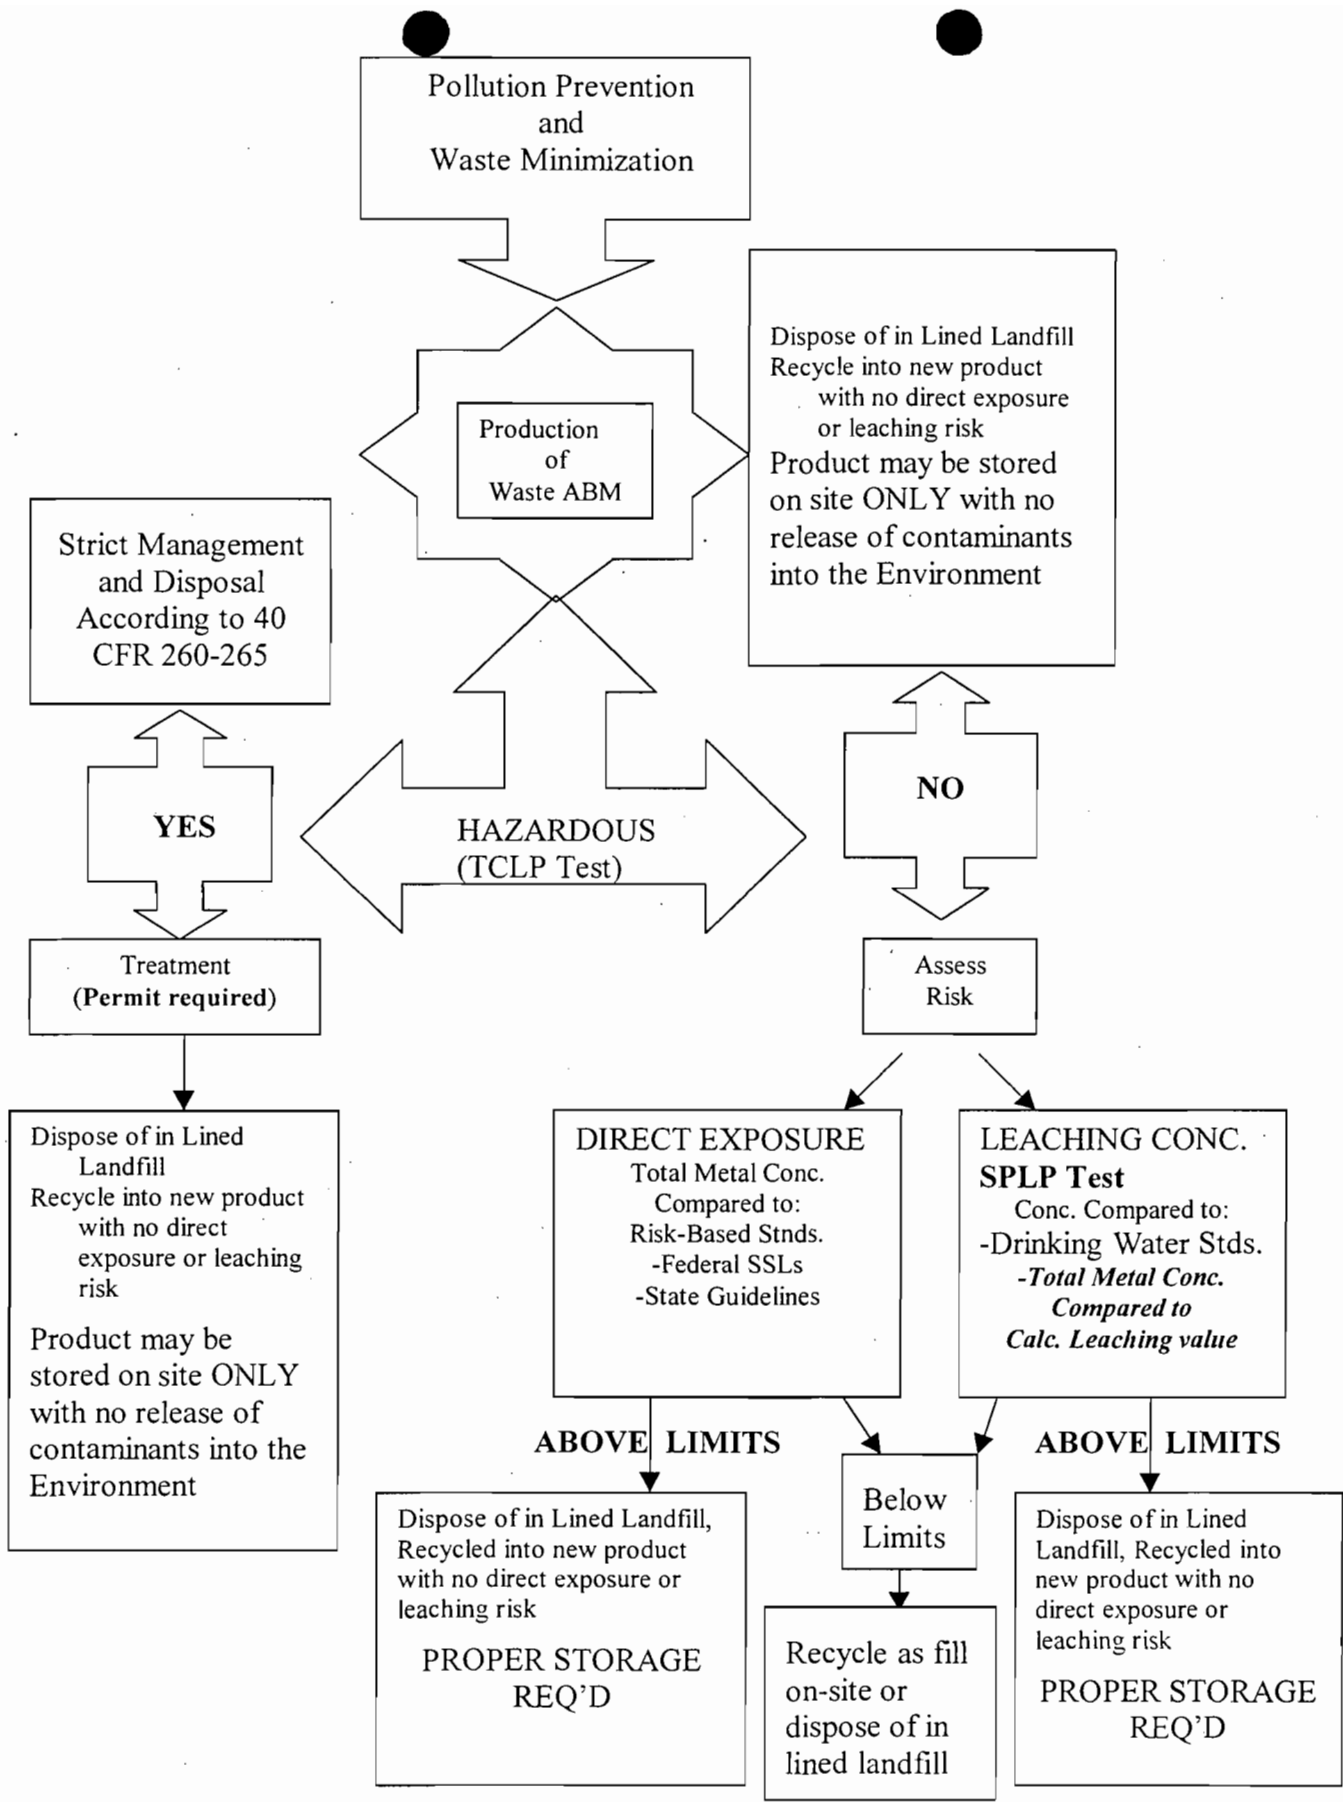 Pollution Prevention
and
Waste Minimization
Production
of
Waste ABM
Dispose of in Lined Landfill
Recycle into new product
with no direct exposure
or leaching risk
Product may be stored
on site ONLY with no
release of contaminants
into the Environment
Strict Management
and Disposal
According to 40
CFR 260-265
YES
HAZARDOUS
(TCLP Test)
NO
Treatment
(Permit required)
Assess
Risk
Dispose of in Lined
Landfill
Recycle into new product
with no direct
exposure or leaching
risk
Product may be
stored on site ONLY
with no release of
contaminants into the
Environment
DIRECT EXPOSURE
Total Metal Conc.
Compared to:
Risk-Based Stnds.
-Federal SSLs
-State Guidelines
LEACHING CONC.
SPLP Test
Conc. Compared to:
-Drinking Water Stds.
-Total Metal Conc.
Compared to
Calc. Leaching value
ABOVE LIMITS
ABOVE LIMITS
Below
Limits
Dispose of in Lined Landfill,
Recycled into new product
with no direct exposure or
leaching risk
PROPER STORAGE
REQ'D
Recycle as fill
on-site or
dispose of in
lined landfill
Dispose of in Lined
Landfill, Recycled into
new product with no
direct exposure or
leaching risk
PROPER STORAGE
REQ'D